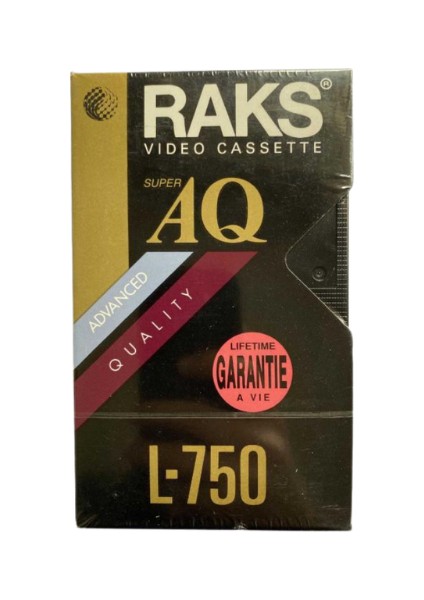 RAKS®
VIDEO CASSETTE
SUPER
AQ
ADVANCED
QUALITY
LIFETIME
GARANTIE
A VIE
L-750